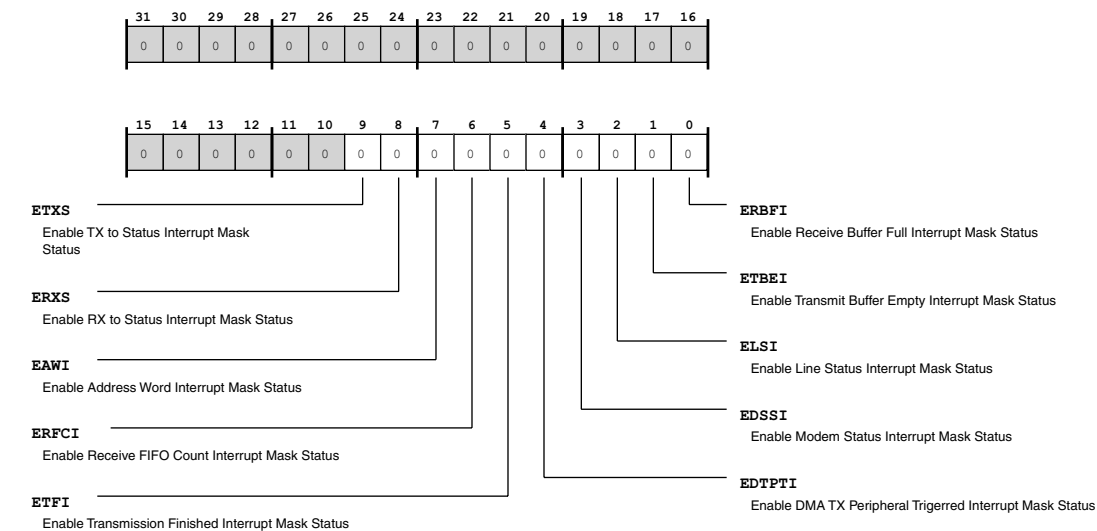 31 30 29 28 27 26 25 24 23 22 21 20 19 18 17 16
0 0 0 0 0 0 0 0 0 0 0 0 0 0 0 0
15 14 13 12 11 10 9 8 7 6 5 4 3 2 1 0
0 0 0 0 0 0 0 0 0 0 0 0 0 0 0 0
ETXS
Enable TX to Status Interrupt Mask
Status
ERXS
Enable RX to Status Interrupt Mask Status
EAWI
Enable Address Word Interrupt Mask Status
ERFCI
Enable Receive FIFO Count Interrupt Mask Status
ETFI
Enable Transmission Finished Interrupt Mask Status
ERBFI
Enable Receive Buffer Full Interrupt Mask Status
ETBEI
Enable Transmit Buffer Empty Interrupt Mask Status
ELSI
Enable Line Status Interrupt Mask Status
EDSSI
Enable Modem Status Interrupt Mask Status
EDTPTI
Enable DMA TX Peripheral Trigerred Interrupt Mask Status